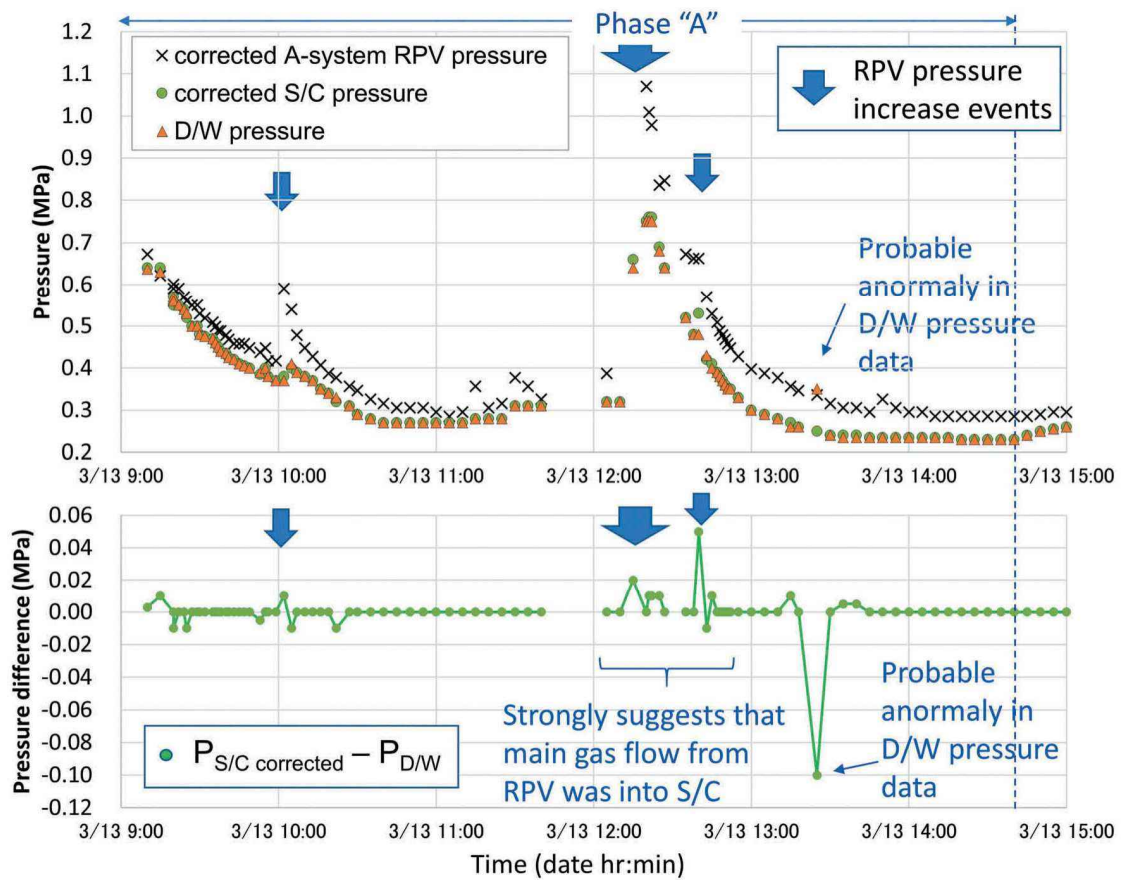 Phase “A”
1.2
1.1
1.0
0.9
0.8
0.7
0.6
0.5
0.4
0.3
0.2
Pressure (MPa)
corrected A-system RPV pressure
corrected S/C pressure
D/W pressure
RPV pressure
increase events
Probable
anormaly in
D/W pressure
data
3/13 9:00
3/13 10:00
3/13 11:00
3/13 12:00
3/13 13:00
3/13 14:00
3/13 15:00
0.06
0.04
0.02
0.00
-0.02
-0.04
-0.06
-0.08
-0.10
-0.12
Pressure difference (MPa)
P S/C corrected – P D/W
Strongly suggests that
main gas flow from
RPV was into S/C
Probable
anormaly in
D/W pressure
data
3/13 9:00
3/13 10:00
3/13 11:00
3/13 12:00
3/13 13:00
3/13 14:00
3/13 15:00
Time (date hr:min)